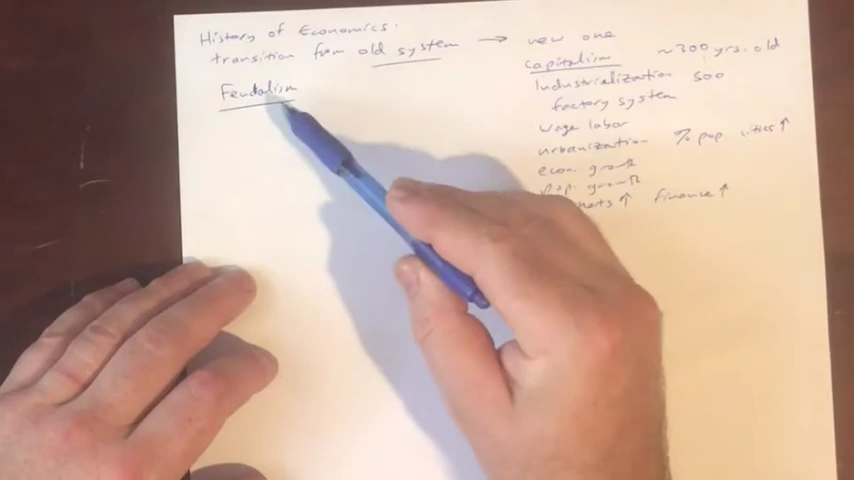 History of Economics.
transition from old system → new one
Feudalism
Capitalism ~300 yrs. old
Industrialization 500
factory system
wage labor
urbanization % pop cities ↑
econ. growth
pop. growth
↑ finance ↑